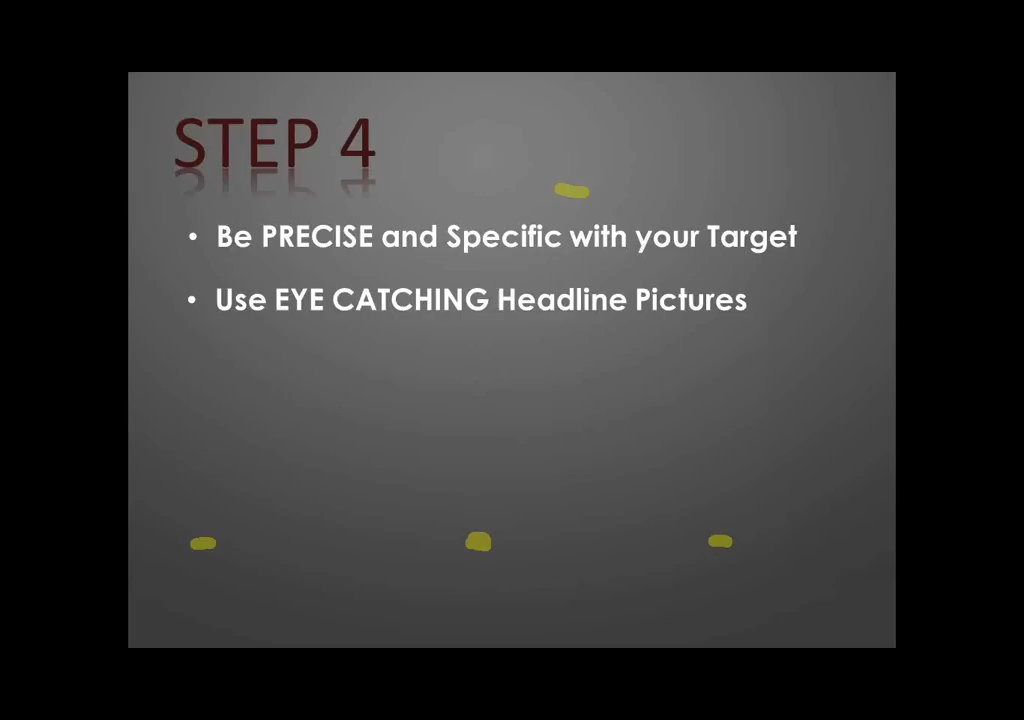 STEP 4
• Be PRECISE and Specific with your Target
• Use EYE CATCHING Headline Pictures